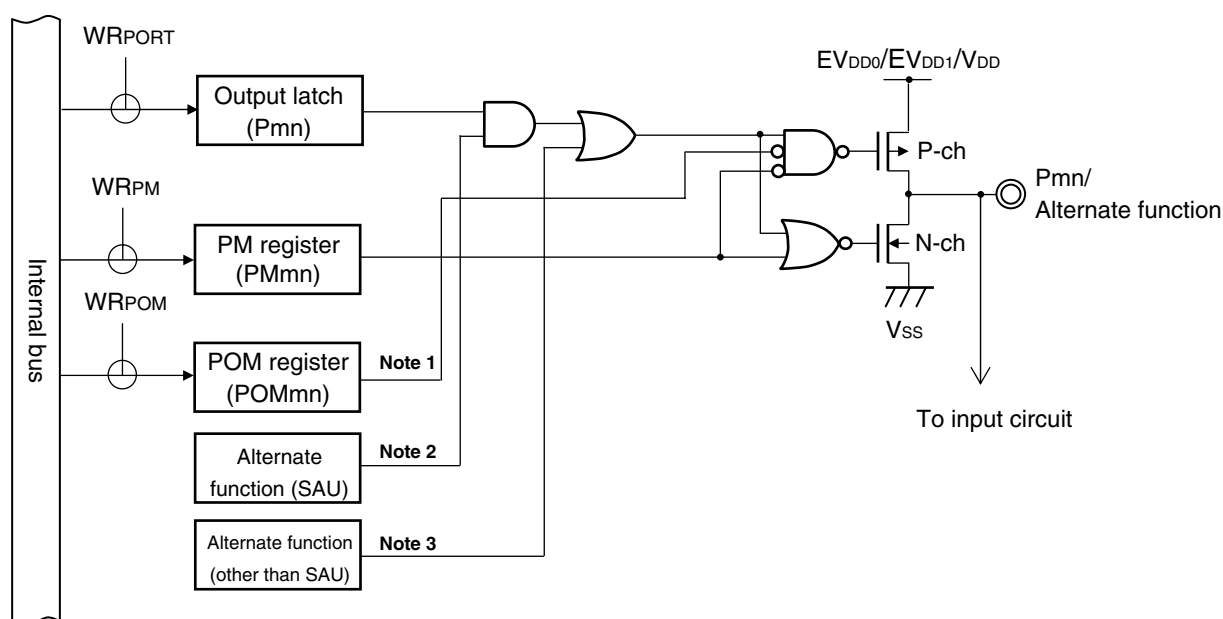 WRPORT
EVDD0/EVDD1/VDD
Output latch
(Pmn)
P-ch
WRPM
Pmn/
Alternate function
PM register
(PMmn)
N-ch
WRPOM
Internal bus
VSS
POM register
(POMmn)
Note 1
To input circuit
Alternate
function (SAU)
Note 2
Alternate function
(other than SAU)
Note 3